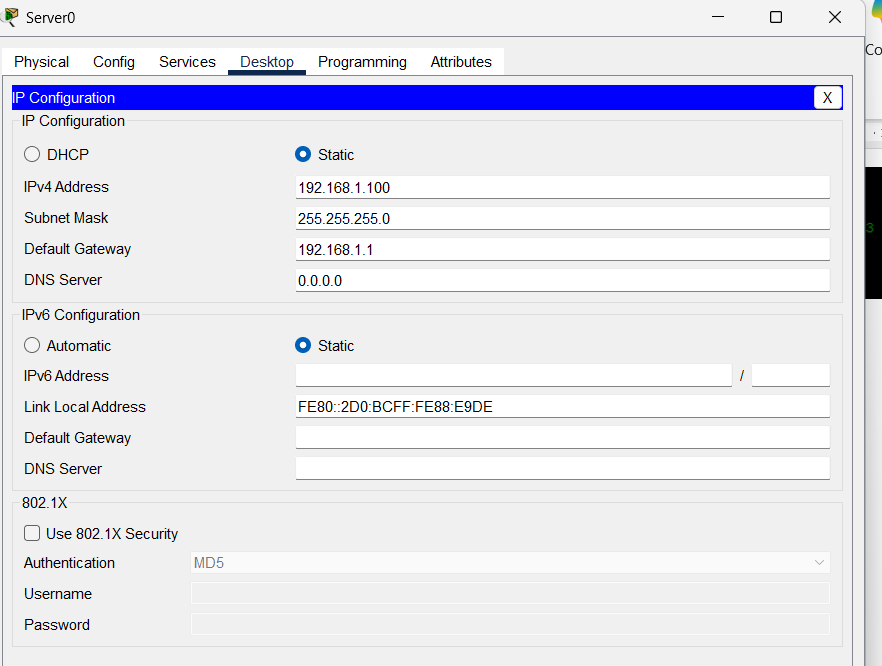 Server0
Co
Physical Config Services Desktop Programming Attributes
IP Configuration X
IP Configuration
DHCP Static
IPv4 Address 192.168.1.100
Subnet Mask 255.255.255.0
Default Gateway 192.168.1.1
DNS Server 0.0.0.0
3
IPv6 Configuration
Automatic Static
IPv6 Address /
Link Local Address FE80::2D0:BCFF:FE88:E9DE
Default Gateway
DNS Server
802.1X
Use 802.1X Security
Authentication MD5
Username
Password